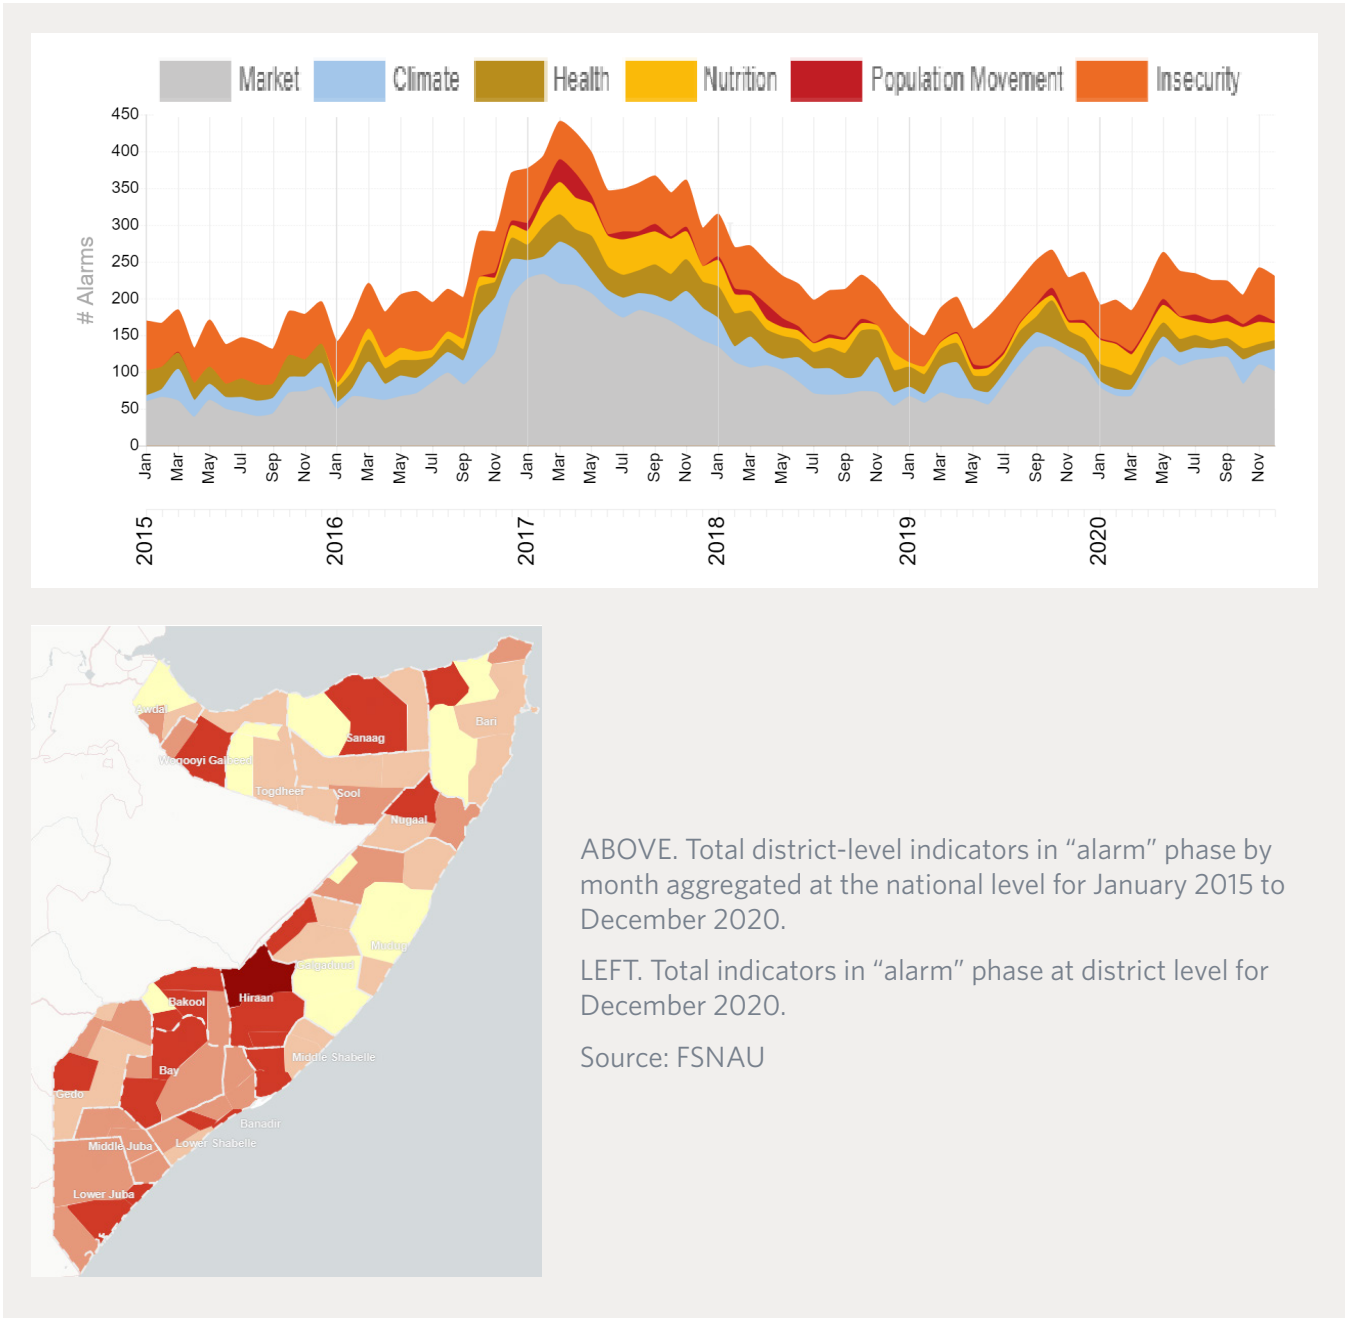 Market Climate Health Nutrition Population Movement Insecurity
450
400
350
300
250
200
150
100
50
0
# Alarms
Jan Mar May Jul Sep Nov Jan Mar May Jul Sep Nov Jan Mar May Jul Sep Nov Jan Mar May Jul Sep Nov Jan Mar May Jul Sep Nov Jan Mar May Jul Sep Nov
2015 2016 2017 2018 2019 2020
Bari
Sanaag
Togdheer
Sool
Nugaal
Mudug
Bakool
Hiraan
Middle Shabelle
Bay
Gedo
Banadir
Middle Juba
Lower Shabelle
Lower Juba
ABOVE. Total district-level indicators in “alarm” phase by
month aggregated at the national level for January 2015 to
December 2020.
LEFT. Total indicators in “alarm” phase at district level for
December 2020.
Source: FSNAU